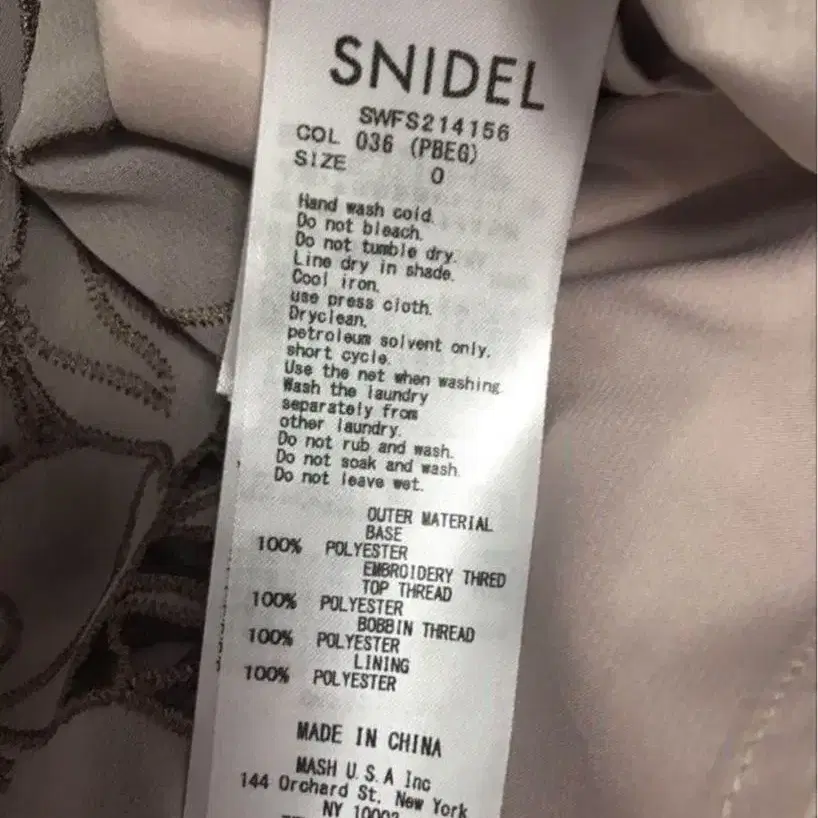 SNIDEL
SWFS214156
COL 036 (PBEG)
SIZE 0
Hand wash cold.
Do not bleach.
Do not tumble dry.
Line dry in shade.
Cool iron.
use press cloth.
Dryclean.
petroleum solvent only.
short cycle.
Use the net when washing.
Wash the laundry
separately from
other laundry.
Do not rub and wash.
Do not soak and wash.
Do not leave wet.
OUTER MATERIAL
BASE
100% POLYESTER
EMBROIDERY THRED
TOP THREAD
100% POLYESTER
BOBBIN THREAD
100% POLYESTER
LINING
100% POLYESTER
MADE IN CHINA
MASH U.S.A Inc
144 Orchard St, New York
NY